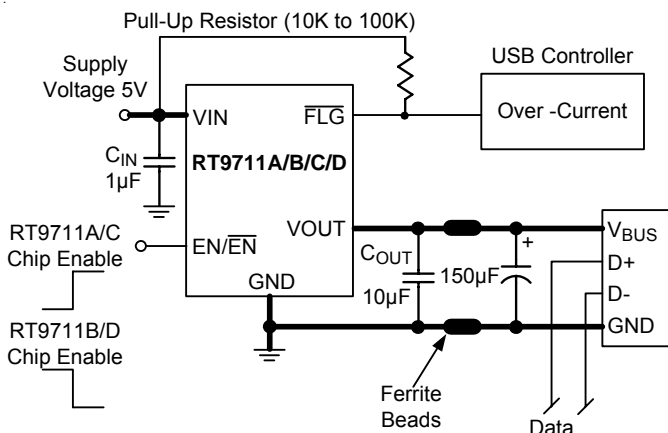 Pull-Up Resistor (10K to 100K)
USB Controller
Supply
Voltage 5V
VIN
FLG
Over -Current
CIN
1µF
RT9711A/B/C/D
RT9711A/C
Chip Enable
EN/EN
VOUT
GND
COUT
10µF
+
150µF
VBUS
D+
D-
GND
RT9711B/D
Chip Enable
Ferrite
Beads
Data